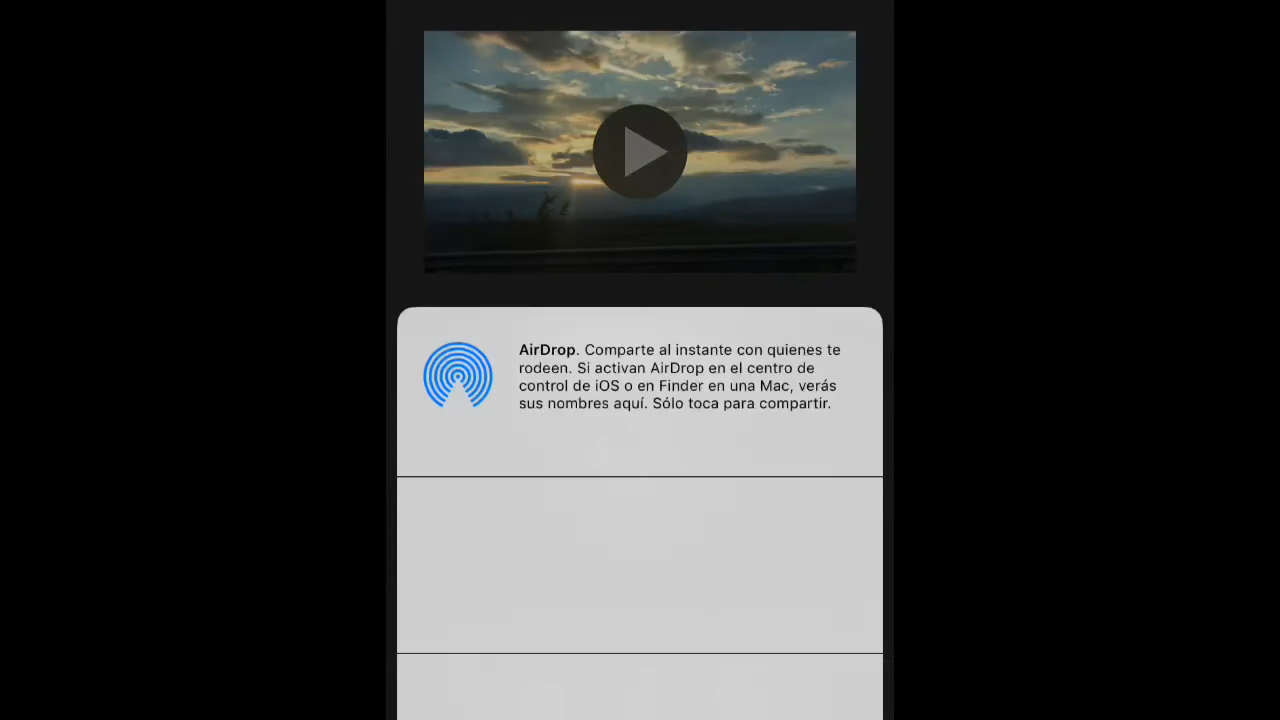 AirDrop. Comparte al instante con quienes te
rodeen. Si activan AirDrop en el centro de
control de iOS o en Finder en una Mac, verás
sus nombres aquí. Sólo toca para compartir.